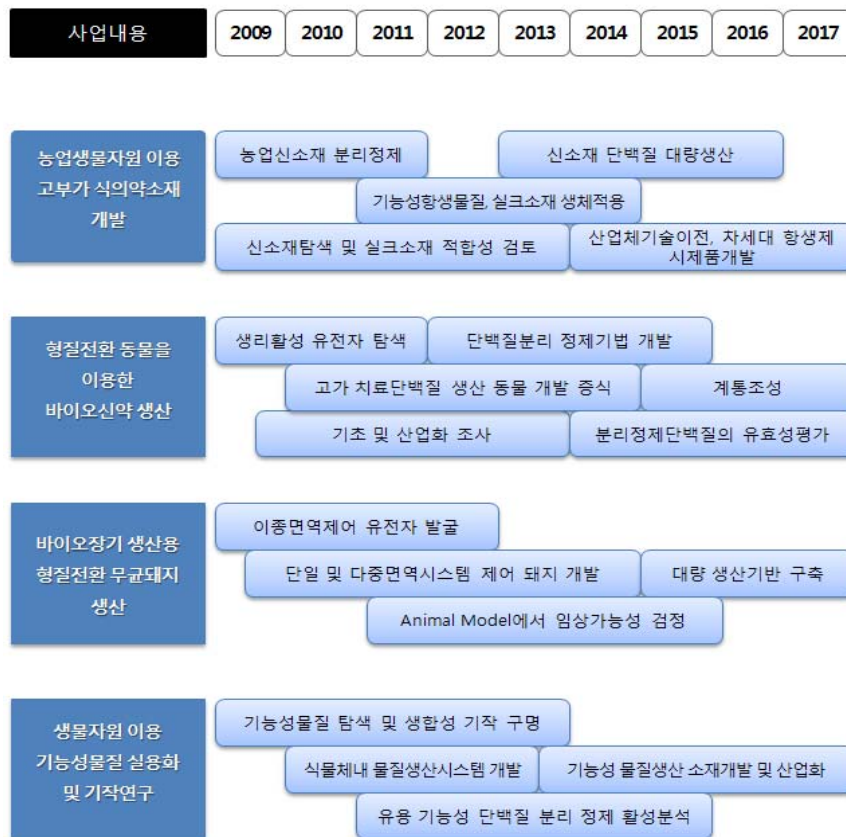 사업내용
2009 2010 2011 2012 2013 2014 2015 2016 2017
농업생물자원 이용
고부가 식의약소재
개발
농업신소재 분리정제
신소재 단백질 대량생산
기능성항생물질, 실크소재 생체적용
신소재탐색 및 실크소재 적합성 검토
산업체기술이전, 차세대 항생제
시제품개발
형질전환 동물을
이용한
바이오신약 생산
생리활성 유전자 탐색
단백질분리 정제기법 개발
고가 치료단백질 생산 동물 개발 증식
계통조성
기초 및 산업화 조사
분리정제단백질의 유효성평가
바이오장기 생산용
형질전환 무균돼지
생산
이종면역제어 유전자 발굴
단일 및 다중면역시스템 제어 돼지 개발
대량 생산기반 구축
Animal Model에서 임상가능성 검정
생물자원 이용
기능성물질 실용화
및 기작연구
기능성물질 탐색 및 생합성 기작 구명
식물체내 물질생산시스템 개발
기능성 물질생산 소재개발 및 산업화
유용 기능성 단백질 분리 정제 활성분석